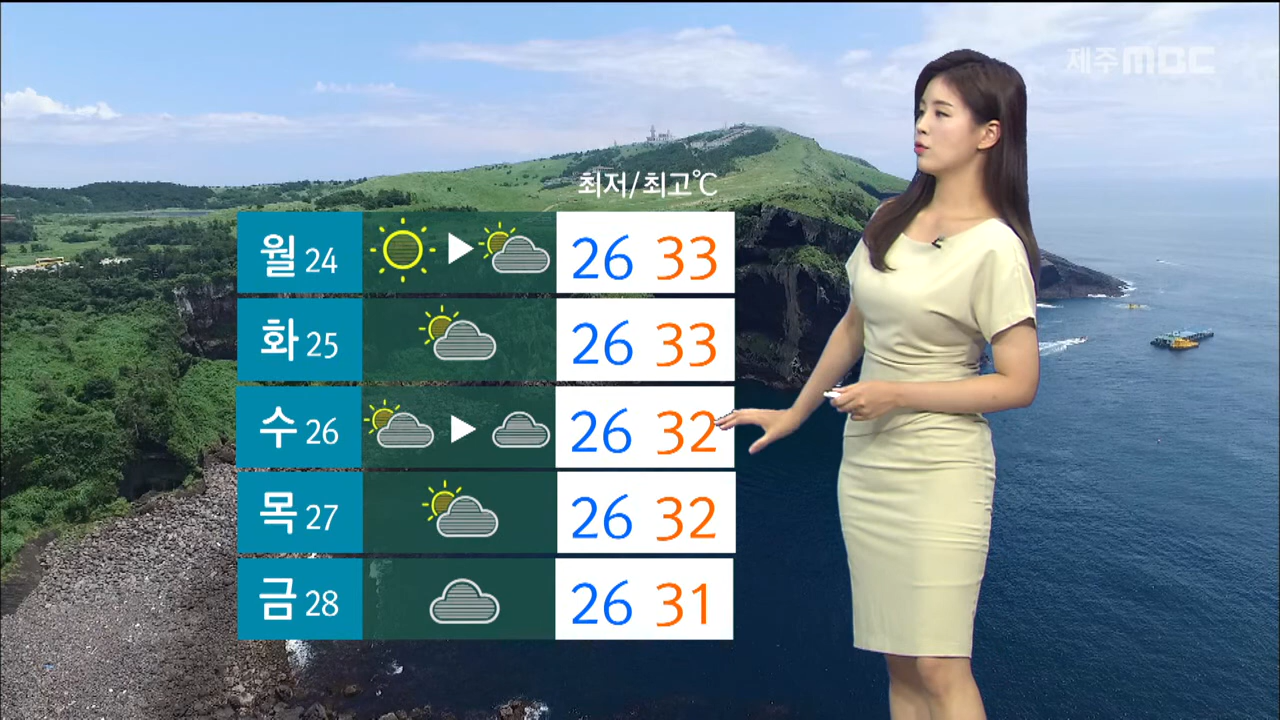 제주MBC
최저/최고℃
월 24 26 33
화 25 26 33
수 26 26 32
목 27 26 32
금 28 26 31